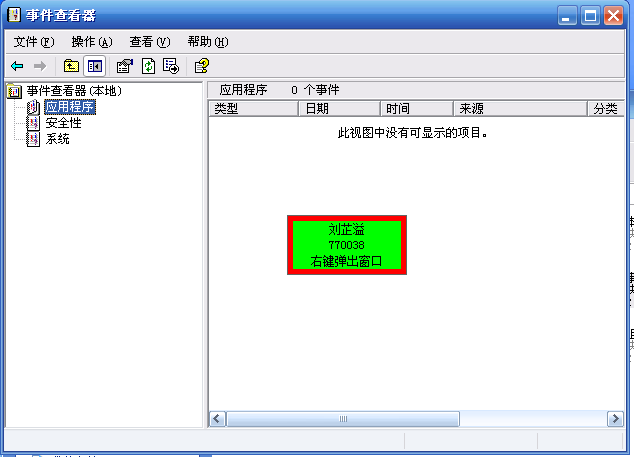 事件查看器
文件(F) 操作(A) 查看(V) 帮助(H)
事件查看器(本地)
应用程序
安全性
系统
应用程序 0 个事件
类型 日期 时间 来源 分类
此视图中没有可显示的项目。
刘芷溢
770038
右键弹出窗口